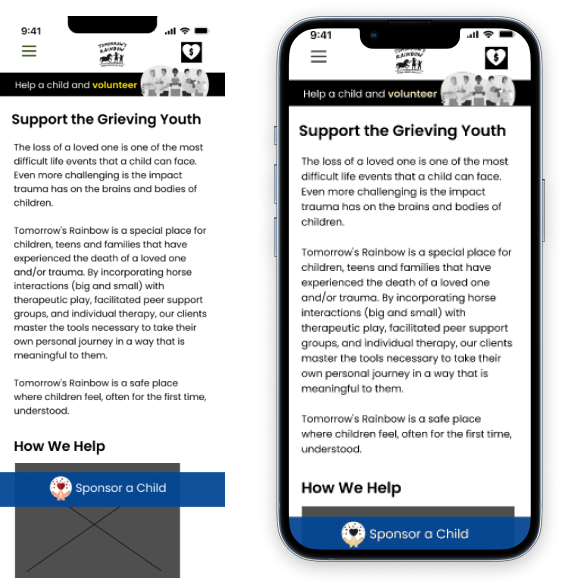 9:41
TOMORROW'S
RAINBOW
$
Help a child and volunteer
Support the Grieving Youth
The loss of a loved one is one of the most
difficult life events that a child can face.
Even more challenging is the impact
trauma has on the brains and bodies of
children.
Tomorrow's Rainbow is a special place for
children, teens and families that have
experienced the death of a loved one
and/or trauma. By incorporating horse
interactions (big and small) with
therapeutic play, facilitated peer support
groups, and individual therapy, our clients
master the tools necessary to take their
own personal journey in a way that is
meaningful to them.
Tomorrow's Rainbow is a safe place
where children feel, often for the first time,
understood.
How We Help
Sponsor a Child
9:41
TOMORROW'S
RAINBOW
$
Help a child and volunteer
Support the Grieving Youth
The loss of a loved one is one of the most
difficult life events that a child can face.
Even more challenging is the impact
trauma has on the brains and bodies of
children.
Tomorrow's Rainbow is a special place for
children, teens and families that have
experienced the death of a loved one
and/or trauma. By incorporating horse
interactions (big and small) with
therapeutic play, facilitated peer support
groups, and individual therapy, our clients
master the tools necessary to take their
own personal journey in a way that is
meaningful to them.
Tomorrow's Rainbow is a safe place
where children feel, often for the first time,
understood.
How We Help
Sponsor a Child